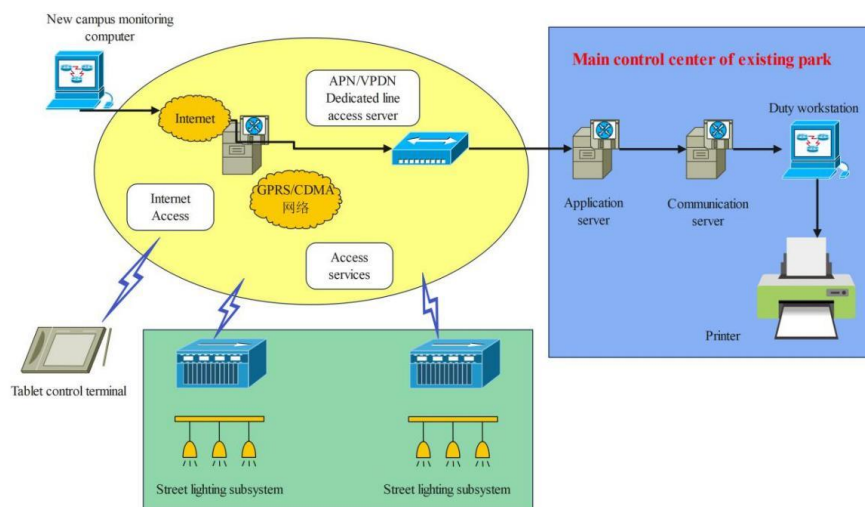 New campus monitoring
computer
Internet
APN/VPDN
Dedicated line
access server
GPRS/CDMA
网络
Internet
Access
Access
services
Tablet control terminal
Street lighting subsystem
Street lighting subsystem
Main control center of existing park
Duty workstation
Application
server
Communication
server
Printer